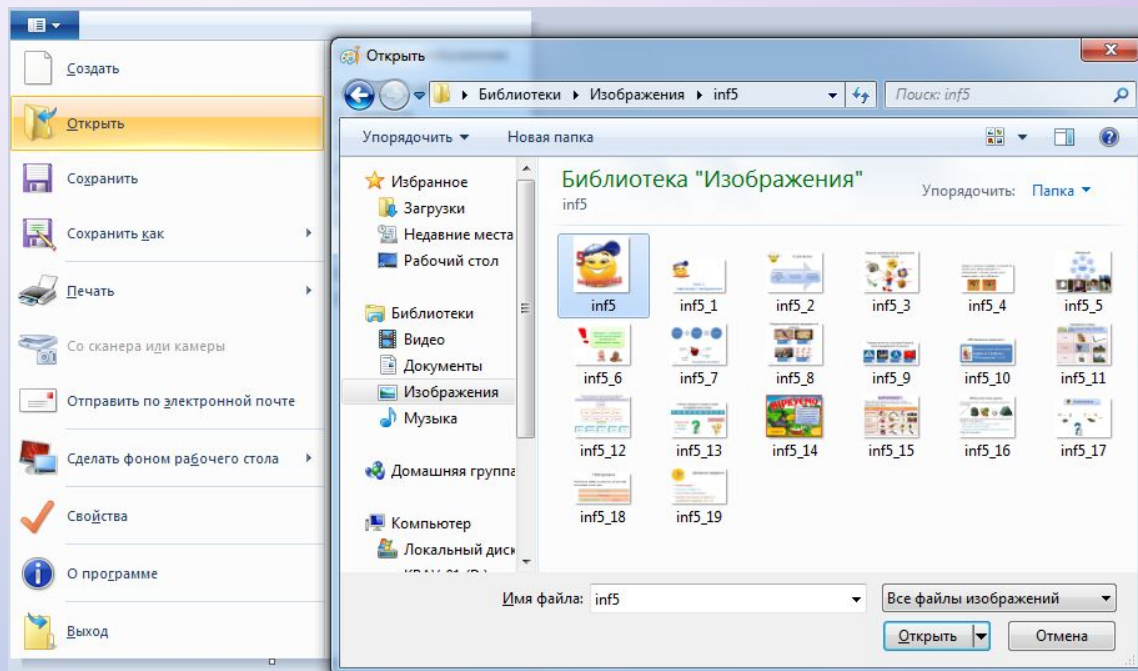 Создать
Открыть
Сохранить
Сохранить как
Печать
Со сканера или камеры
Отправить по электронной почте
Сделать фоном рабочего стола
Свойства
О программе
Выход
Открыть
Библиотеки Изображения inf5
Поиск: inf5
Упорядочить Новая папка
Избранное
Загрузки
Недавние места
Рабочий стол
Библиотеки
Видео
Документы
Изображения
Музыка
Домашняя группа
Компьютер
Локальный диск
Библиотека "Изображения"
inf5
Упорядочить: Папка
inf5 inf5_1 inf5_2 inf5_3 inf5_4 inf5_5
inf5_6 inf5_7 inf5_8 inf5_9 inf5_10 inf5_11
МІРКУЄМО
inf5_12 inf5_13 inf5_14 inf5_15 inf5_16 inf5_17
inf5_18 inf5_19
Имя файла: inf5
Все файлы изображений
Открыть Отмена